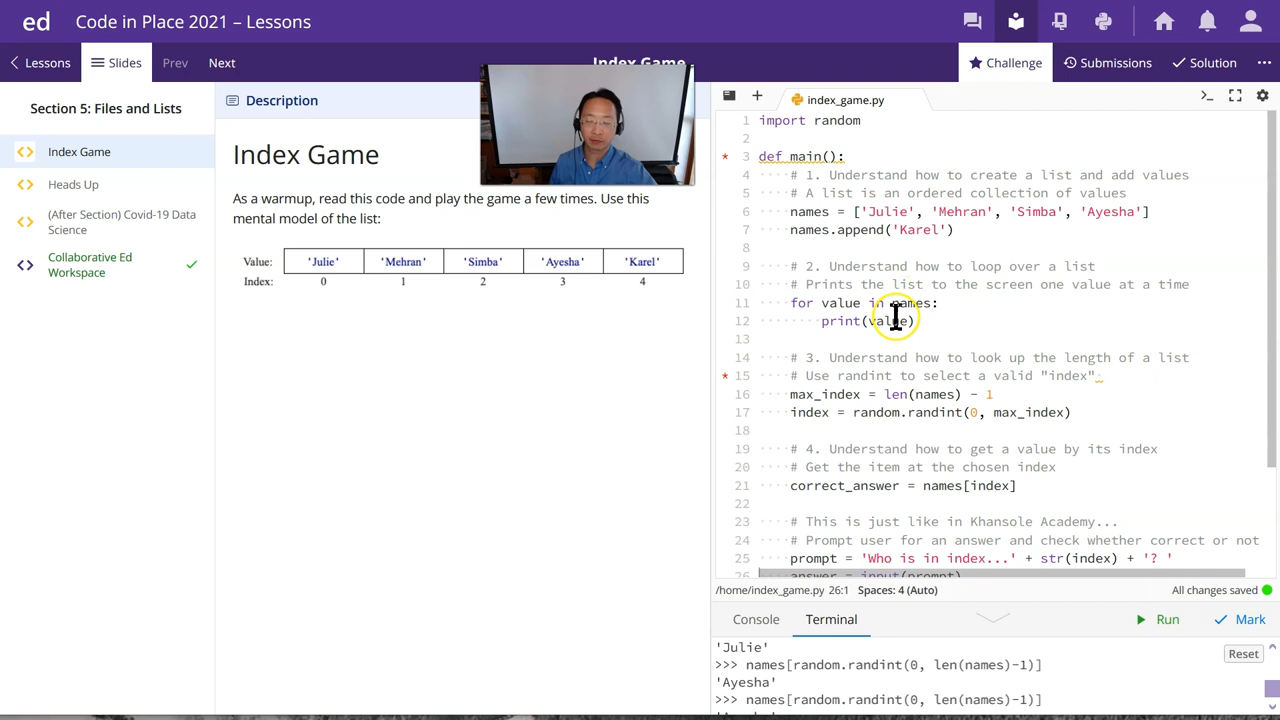 ed Code in Place 2021 – Lessons
Lessons Slides Prev Next Index Game Challenge Submissions Solution
Section 5: Files and Lists
Index Game
Heads Up
(After Section) Covid-19 Data
Science
Collaborative Ed
Workspace
Description
Index Game
As a warmup, read this code and play the game a few times. Use this
mental model of the list:
Value: 'Julie' 'Mehran' 'Simba' 'Ayesha' 'Karel'
Index: 0 1 2 3 4
index_game.py
1 import random
2
3 def main():
4 # 1. Understand how to create a list and add values
5 # A list is an ordered collection of values
6 names = ['Julie', 'Mehran', 'Simba', 'Ayesha']
7 names.append('Karel')
8
9 # 2. Understand how to loop over a list
10 # Prints the list to the screen one value at a time
11 for value in names:
12 print(value)
13
14 # 3. Understand how to look up the length of a list
15 # Use randint to select a valid "index"
16 max_index = len(names) - 1
17 index = random.randint(0, max_index)
18
19 # 4. Understand how to get a value by its index
20 # Get the item at the chosen index
21 correct_answer = names[index]
22
23 # This is just like in Khansole Academy...
24 # Prompt user for an answer and check whether correct or not
25 prompt = 'Who is in index...' + str(index) + '? '
26 answer = input(prompt)
/home/index_game.py 26:1 Spaces: 4 (Auto) All changes saved
Console Terminal Run Mark
'Julie'
Reset
>>> names[random.randint(0, len(names)-1)]
'Ayesha'
>>> names[random.randint(0, len(names)-1)]